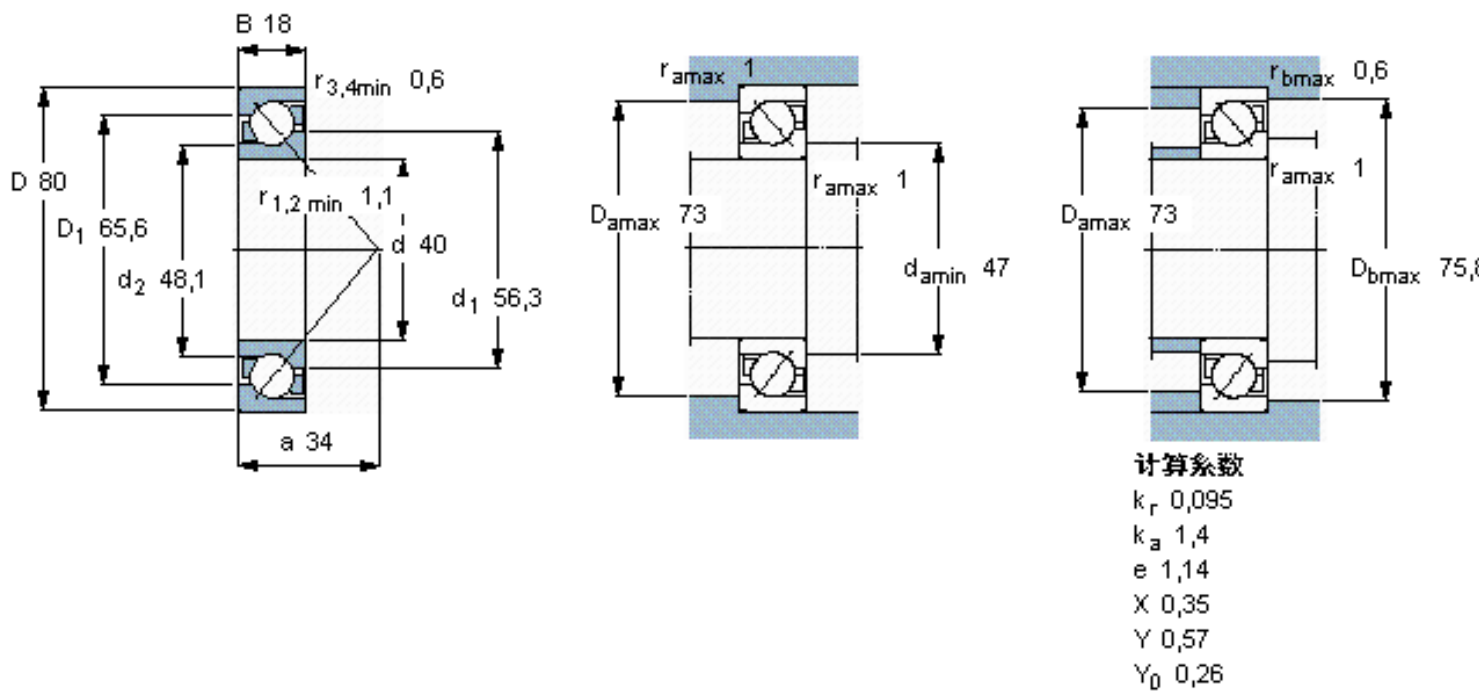 B 18
r3,4min 0,6
D 80
D1 65,6
r1,2 min 1,1
d 40
d2 48,1
d1 56,3
a 34
ramax 1
ramax 1
Damax 73
damin 47
rbmax 0,6
ramax 1
Damax 73
Dbmax 75,8
计算系数
kr 0,095
ka 1,4
e 1,14
X 0,35
Y 0,57
Y0 0,26